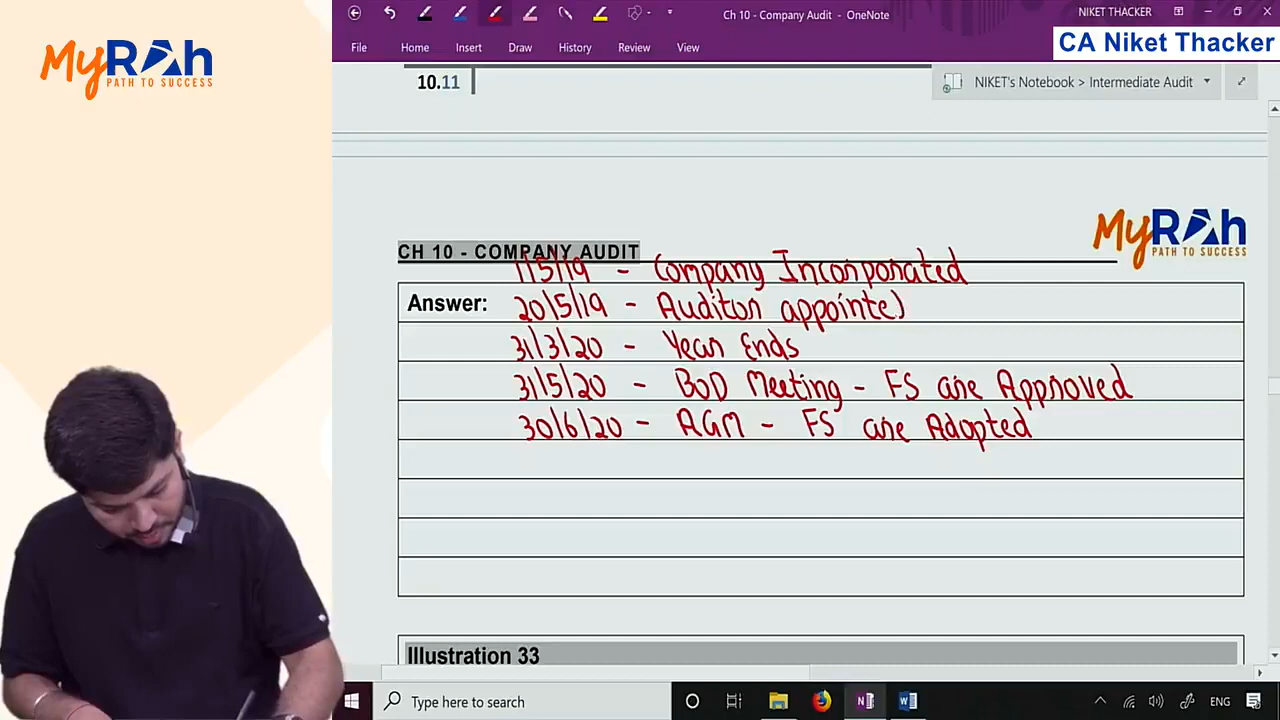 MyRAh
PATH TO SUCCESS
Ch 10 - Company Audit - OneNote
NIKET THACKER
File Home Insert Draw History Review View
CA Niket Thacker
10.11
NIKET's Notebook > Intermediate Audit
MyRAh
PATH TO SUCCESS
CH 10 - COMPANY AUDIT
1/5/19 - Company Incorporated
Answer: 20/5/19 - Auditor appointed
31/3/20 - Year Ends
31/5/20 - BOD Meeting - FS are Approved
30/6/20 - AGM - FS are Adopted
Illustration 33
Type here to search
ENG